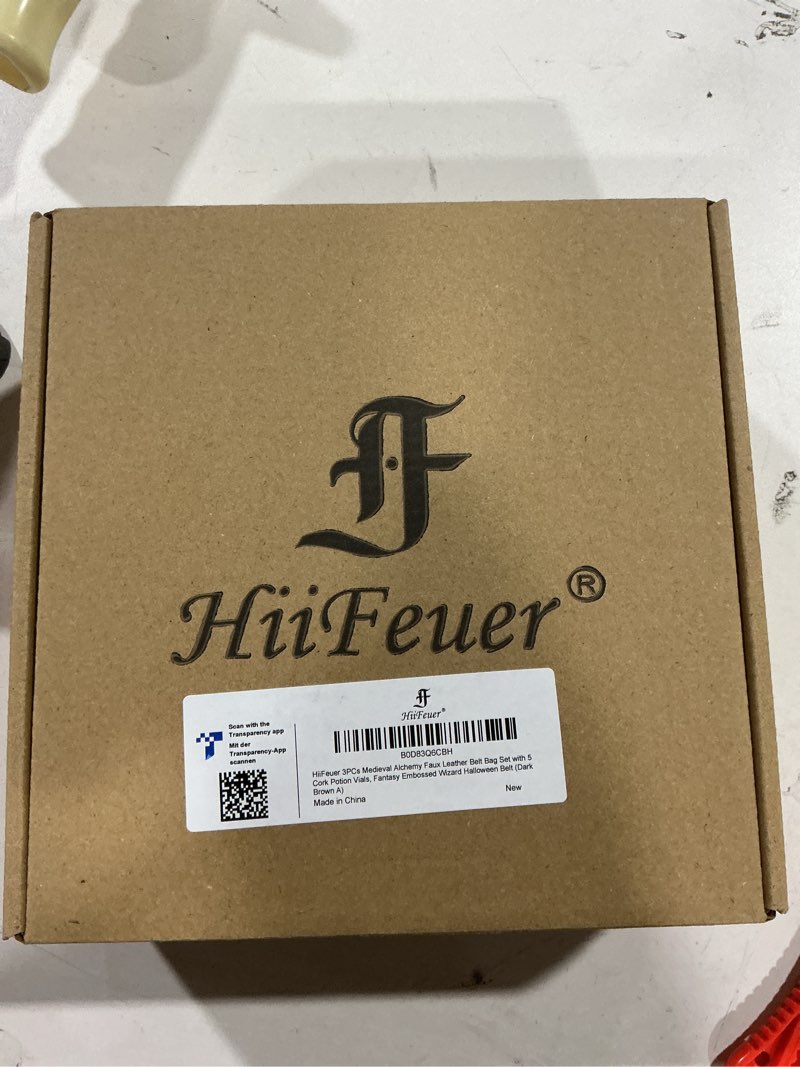 HiiFeuer®
HiiFeuer®
Scan with the
Transparency app
Mit der
Transparency-App
scannen
B0D83Q6CBH
HiiFeuer 3PCs Medieval Alchemy Faux Leather Belt Bag Set with 5
Cork Potion Vials, Fantasy Embossed Wizard Halloween Belt (Dark
Brown A)
New
Made in China